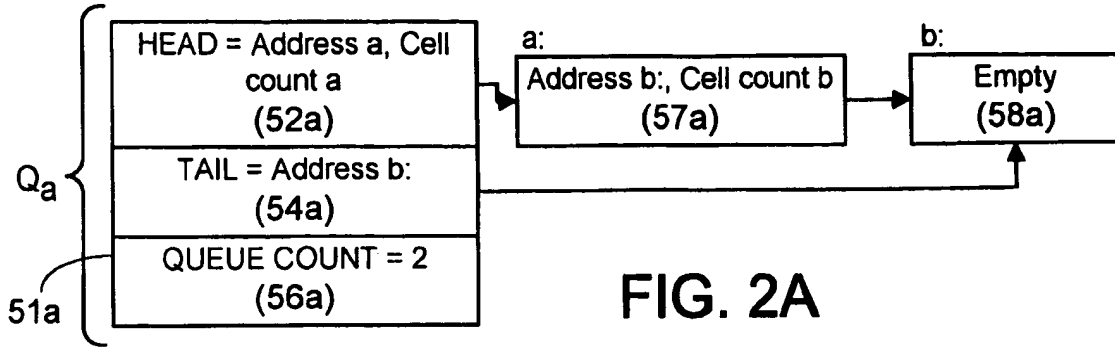 HEAD = Address a, Cell
count a
(52a)
a:
Address b:, Cell count b
(57a)
b:
Empty
(58a)
Qa
TAIL = Address b:
(54a)
QUEUE COUNT = 2
(56a)
51a
FIG. 2A